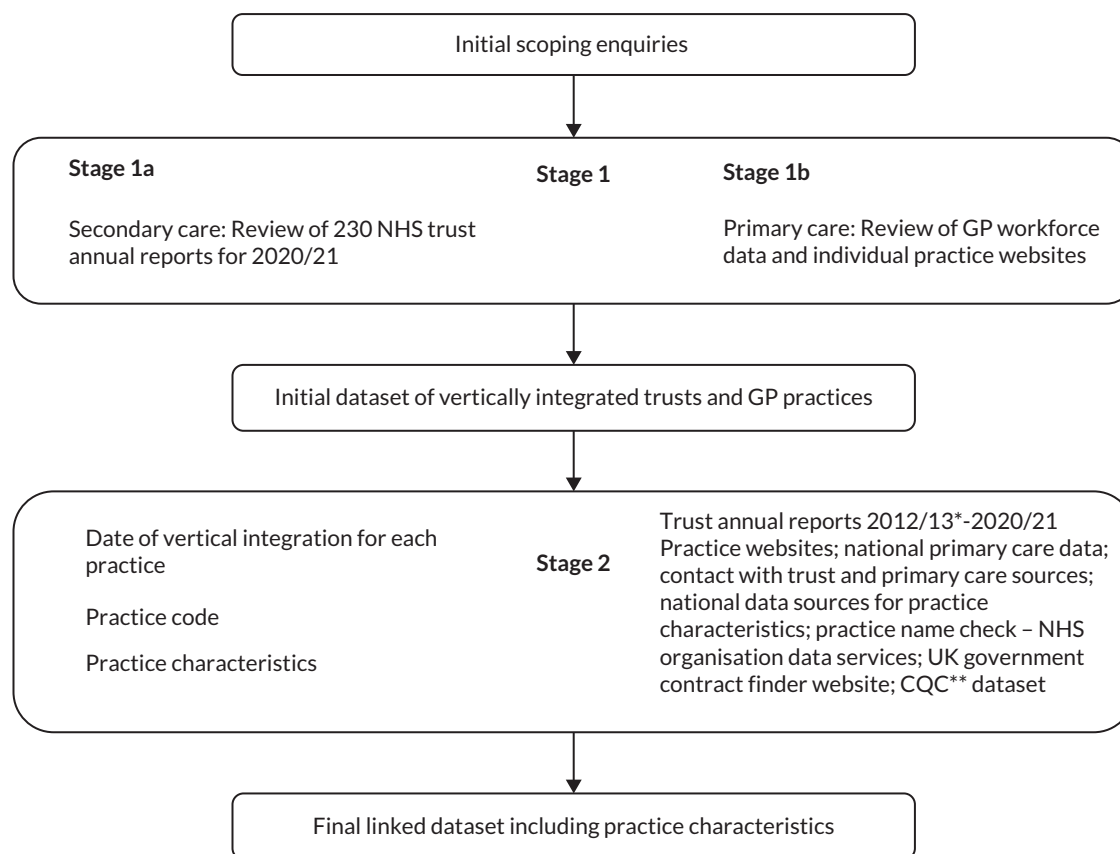 Initial scoping enquiries
Stage 1a
Secondary care: Review of 230 NHS trust
annual reports for 2020/21
Stage 1
Stage 1b
Primary care: Review of GP workforce
data and individual practice websites
Initial dataset of vertically integrated trusts and GP practices
Date of vertical integration for each
practice
Practice code
Practice characteristics
Stage 2
Trust annual reports 2012/13*-2020/21
Practice websites; national primary care data;
contact with trust and primary care sources;
national data sources for practice
characteristics; practice name check – NHS
organisation data services; UK government
contract finder website; CQC** dataset
Final linked dataset including practice characteristics